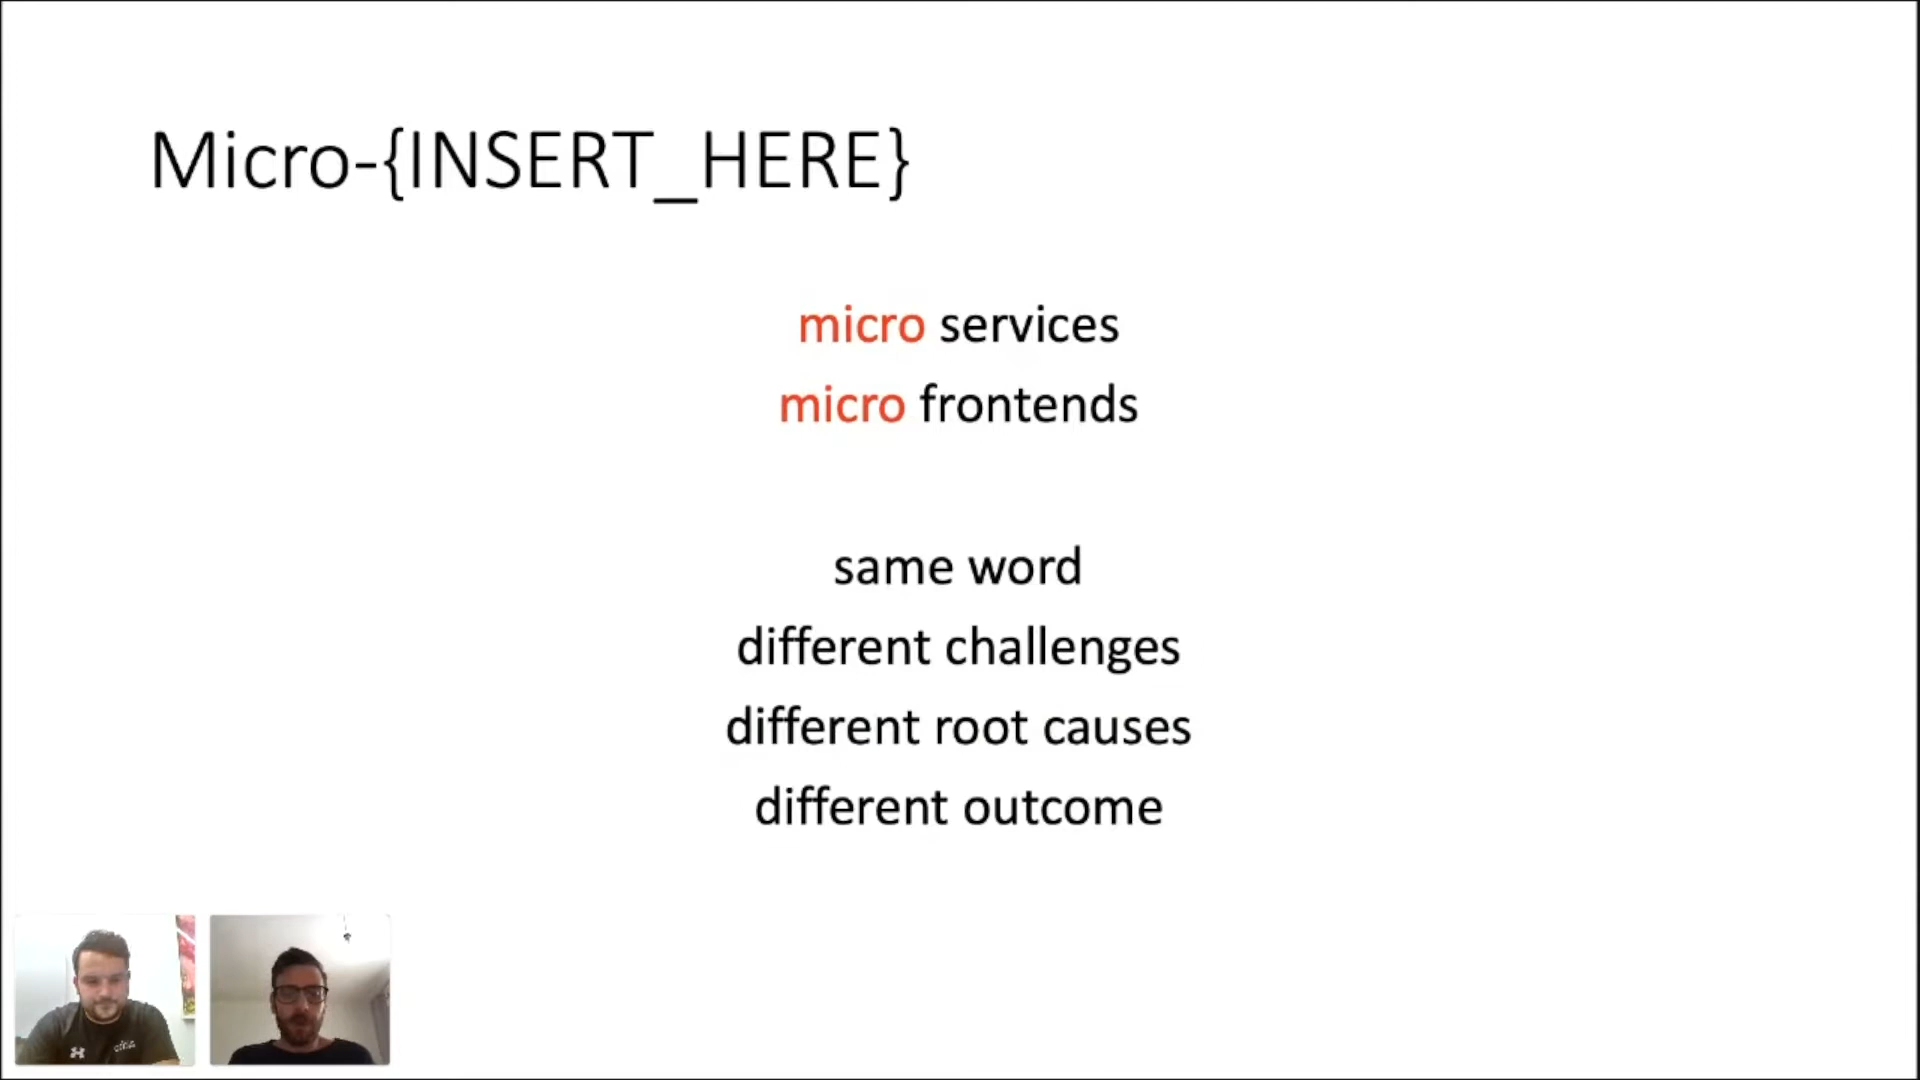 Micro-{INSERT_HERE}
micro services
micro frontends
same word
different challenges
different root causes
different outcome